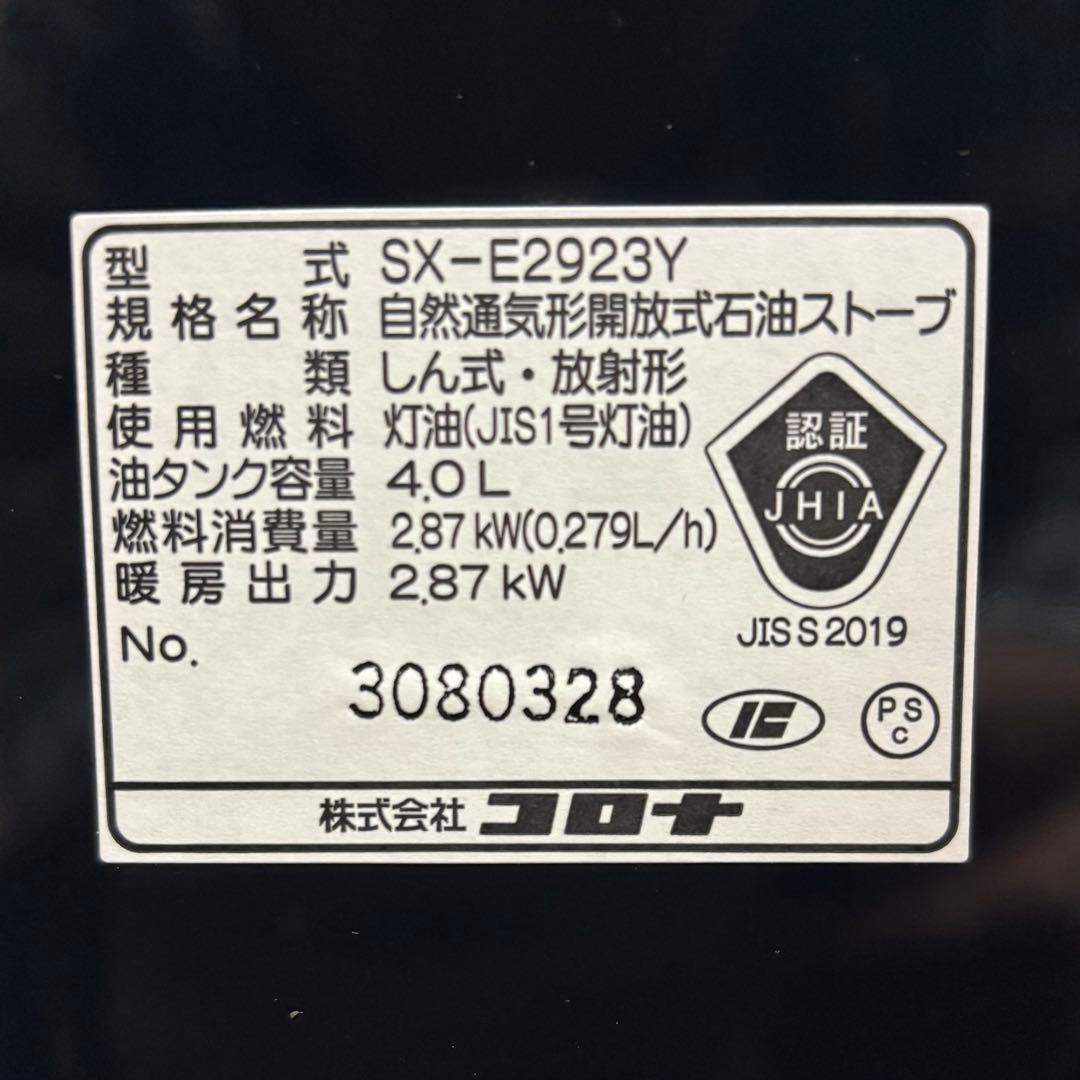 型式 SX-E2923Y
規格名称 自然通気形開放式石油ストーブ
種類 しん式・放射形
使用燃料 灯油(JIS1号灯油)
油タンク容量 4.0L
燃料消費量 2.87kW(0.279L/h)
暖房出力 2.87kW
認証
JHIA
JIS S 2019
No. 3080328
PS
C
株式会社 コロナ